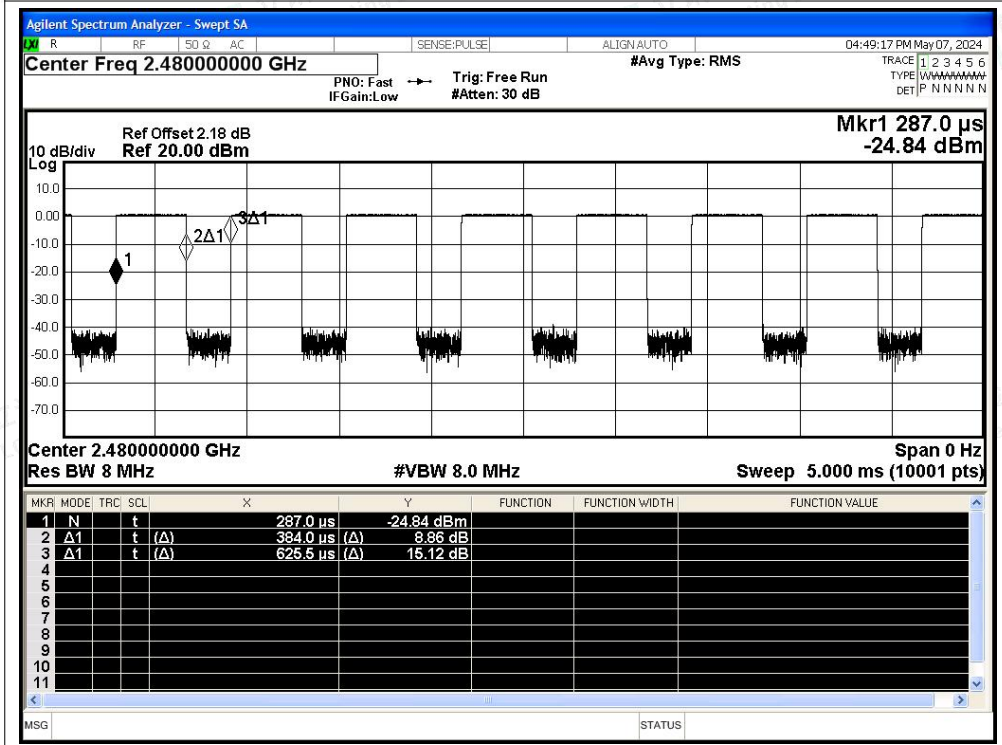 Agilent Spectrum Analyzer - Swept SA
LXI R RF 50 Ω AC SENSE:PULSE ALIGN AUTO 04:49:17 PM May 07, 2024
Center Freq 2.480000000 GHz #Avg Type: RMS TRACE 1 2 3 4 5 6
PNO: Fast Trig: Free Run TYPE WWWWWW
IFGain:Low #Atten: 30 dB DET P N N N N N
Mkr1 287.0 µs
Ref Offset 2.18 dB
10 dB/div Ref 20.00 dBm -24.84 dBm
Log
10.0
0.00
3Δ1
2Δ1
-10.0
1
-20.0
-30.0
-40.0
-50.0
-60.0
-70.0
Center 2.480000000 GHz Span 0 Hz
Res BW 8 MHz #VBW 8.0 MHz Sweep 5.000 ms (10001 pts)
MKR MODE TRC SCL X Y FUNCTION FUNCTION WIDTH FUNCTION VALUE
1 N t 287.0 µs -24.84 dBm
2 Δ1 t (Δ) 384.0 µs (Δ) 8.86 dB
3 Δ1 t (Δ) 625.5 µs (Δ) 15.12 dB
4
5
6
7
8
9
10
11
MSG STATUS